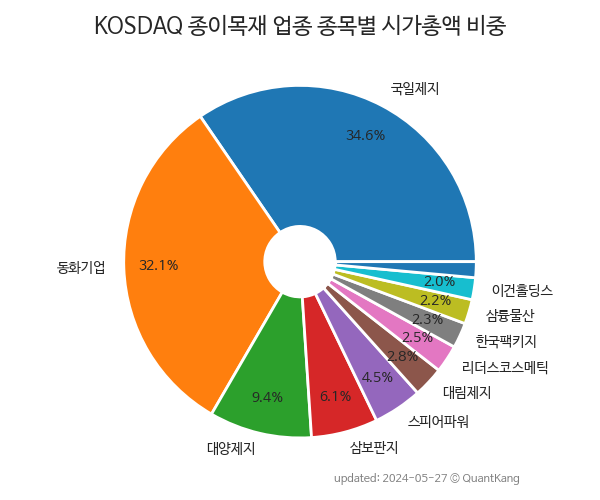 KOSDAQ 종이목재 업종 종목별 시가총액 비중
국일제지
34.6%
동화기업
32.1%
대양제지
9.4%
삼보판지
6.1%
스피어파워
4.5%
대림제지
2.8%
리더스코스메틱
2.5%
한국팩키지
2.3%
삼륭물산
2.2%
이건홀딩스
2.0%
updated: 2024-05-27 © QuantKang